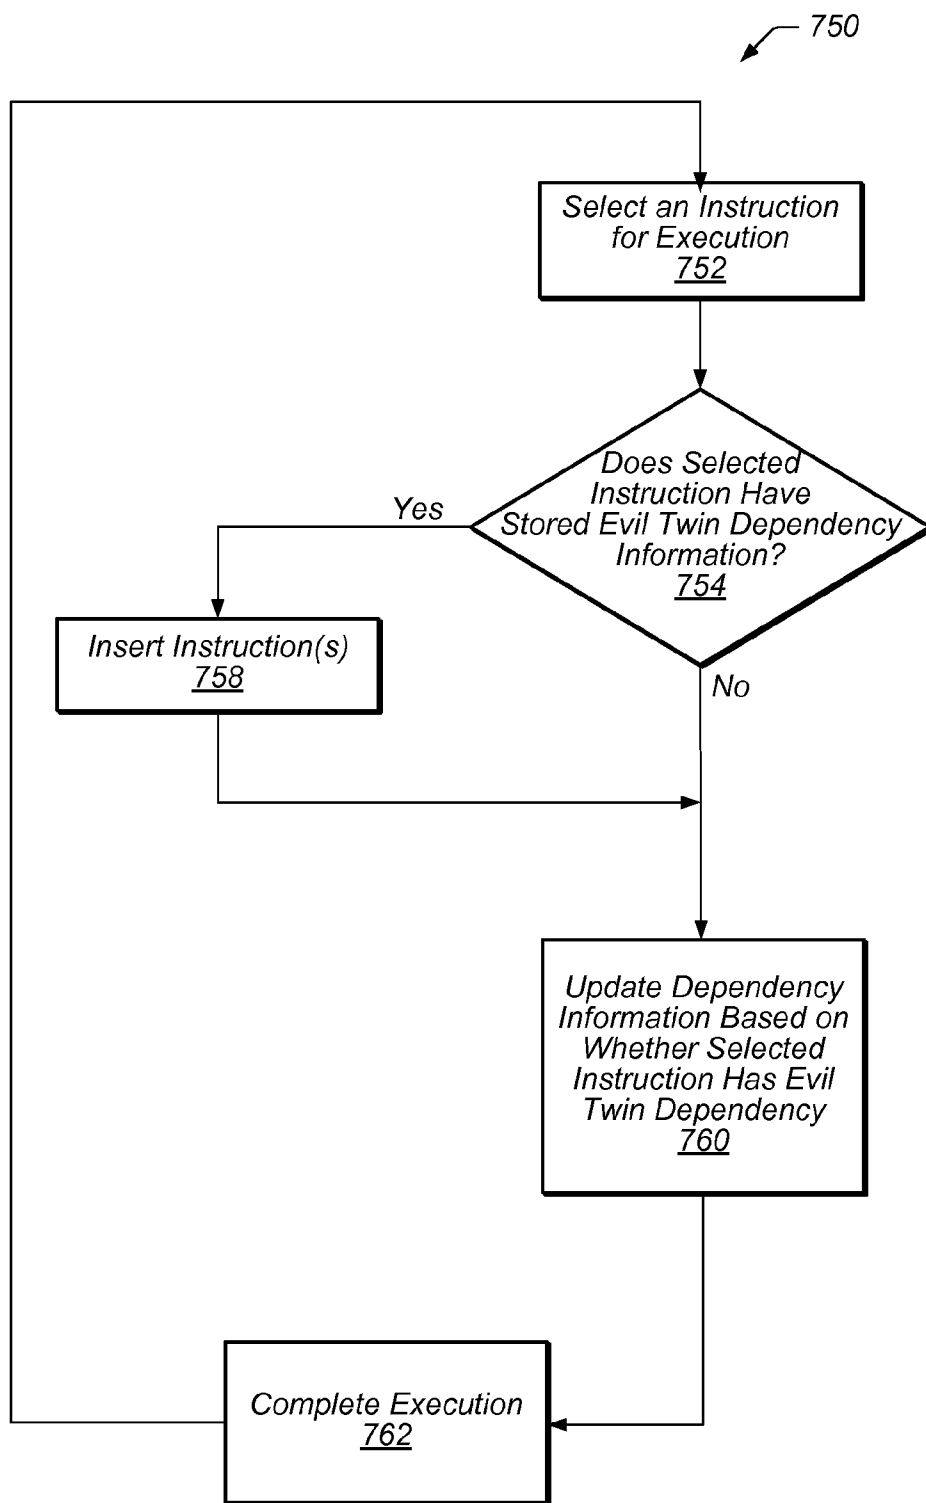 750
Select an Instruction
for Execution
752
Does Selected
Instruction Have
Stored Evil Twin Dependency
Information?
754
Yes
Insert Instruction(s)
758
No
Update Dependency
Information Based on
Whether Selected
Instruction Has Evil
Twin Dependency
760
Complete Execution
762